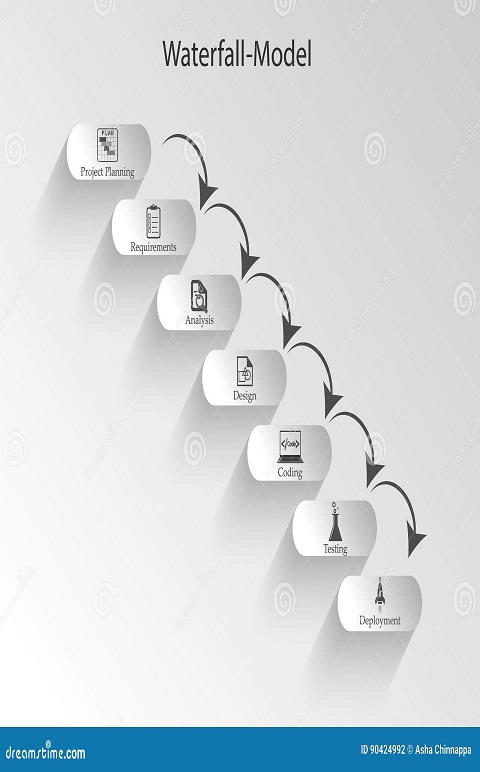 Waterfall-Model
PLAN
Project Planning
Requirements
Analysis
Design
</Code>
Coding
Testing
Deployment
dreamstime.com
ID 90424992 © Asha Chinnappa